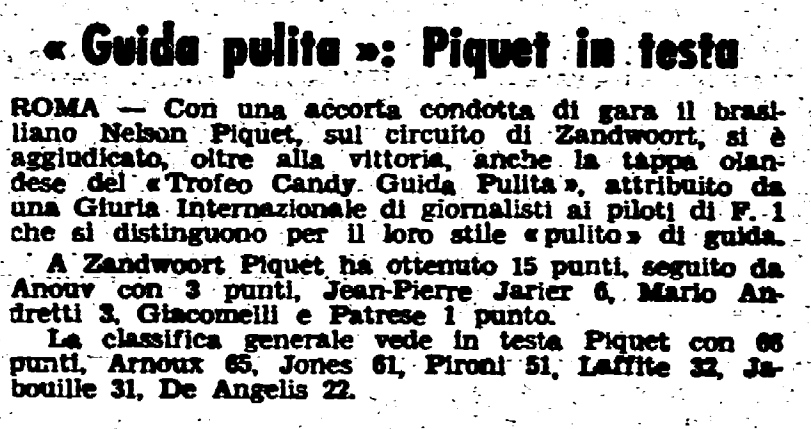 « Guida pulita »: Piquet in testa
ROMA — Con una accorta condotta di gara il brasi-
liano Nelson Piquet, sul circuito di Zandwoort, si è
aggiudicato, oltre alla vittoria, anche la tappa olan-
dese del «Trofeo Candy Guida Pulita», attribuito da
una Giuria Internazionale di giornalisti ai piloti di F. 1
che si distinguono per il loro stile «pulito» di guida.
A Zandwoort Piquet ha ottenuto 15 punti, seguito da
Anouv con 3 punti, Jean-Pierre Jarier 6, Mario An-
dretti 3, Giacomelli e Patrese 1 punto.
La classifica generale vede in testa Piquet con 66
punti, Arnoux 65, Jones 61, Pironi 51, Laffite 32, Ja-
bouille 31, De Angelis 22.